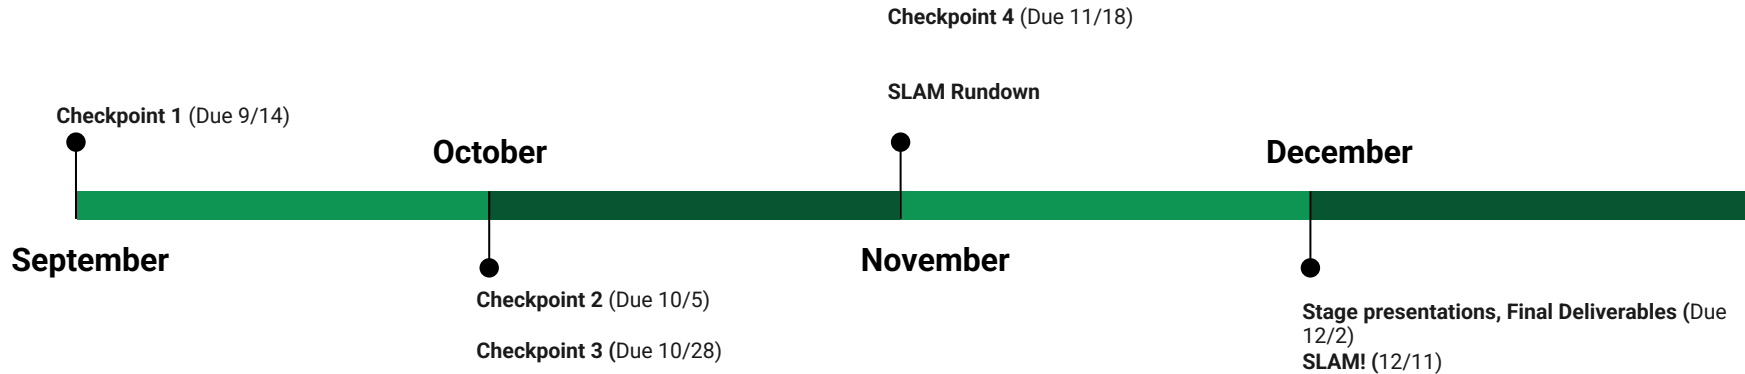 Checkpoint 4 (Due 11/18)
SLAM Rundown
Checkpoint 1 (Due 9/14)
October
December
September
November
Checkpoint 2 (Due 10/5)
Checkpoint 3 (Due 10/28)
Stage presentations, Final Deliverables (Due
12/2)
SLAM! (12/11)